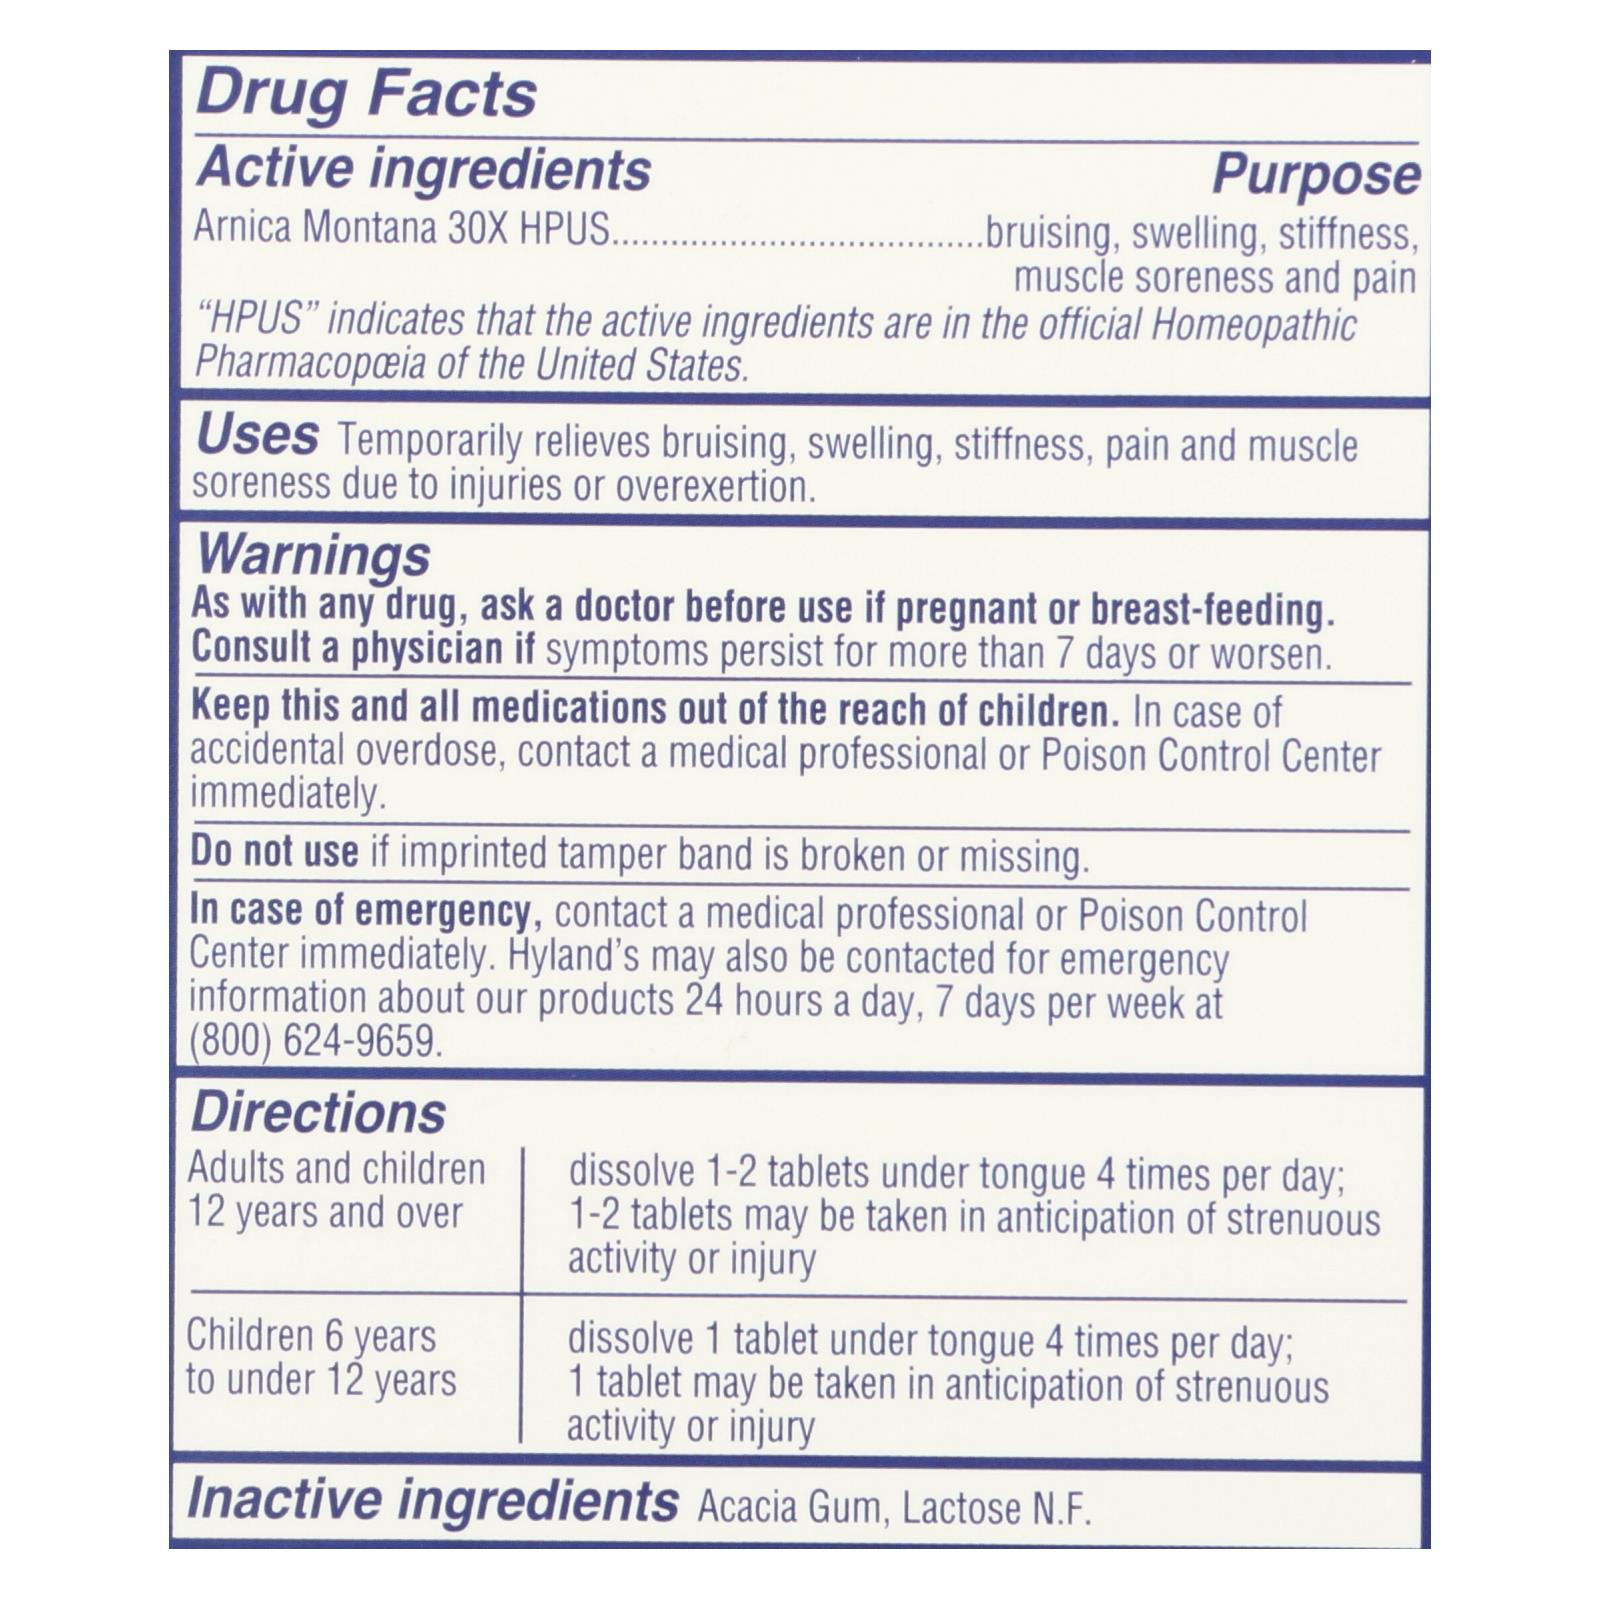 Drug Facts
Active ingredients Purpose
Arnica Montana 30X HPUS......................................bruising, swelling, stiffness,
muscle soreness and pain
“HPUS” indicates that the active ingredients are in the official Homeopathic
Pharmacopœia of the United States.
Uses Temporarily relieves bruising, swelling, stiffness, pain and muscle
soreness due to injuries or overexertion.
Warnings
As with any drug, ask a doctor before use if pregnant or breast-feeding.
Consult a physician if symptoms persist for more than 7 days or worsen.
Keep this and all medications out of the reach of children. In case of
accidental overdose, contact a medical professional or Poison Control Center
immediately.
Do not use if imprinted tamper band is broken or missing.
In case of emergency, contact a medical professional or Poison Control
Center immediately. Hyland’s may also be contacted for emergency
information about our products 24 hours a day, 7 days per week at
(800) 624-9659.
Directions
Adults and children
12 years and over
dissolve 1-2 tablets under tongue 4 times per day;
1-2 tablets may be taken in anticipation of strenuous
activity or injury
Children 6 years
to under 12 years
dissolve 1 tablet under tongue 4 times per day;
1 tablet may be taken in anticipation of strenuous
activity or injury
Inactive ingredients Acacia Gum, Lactose N.F.